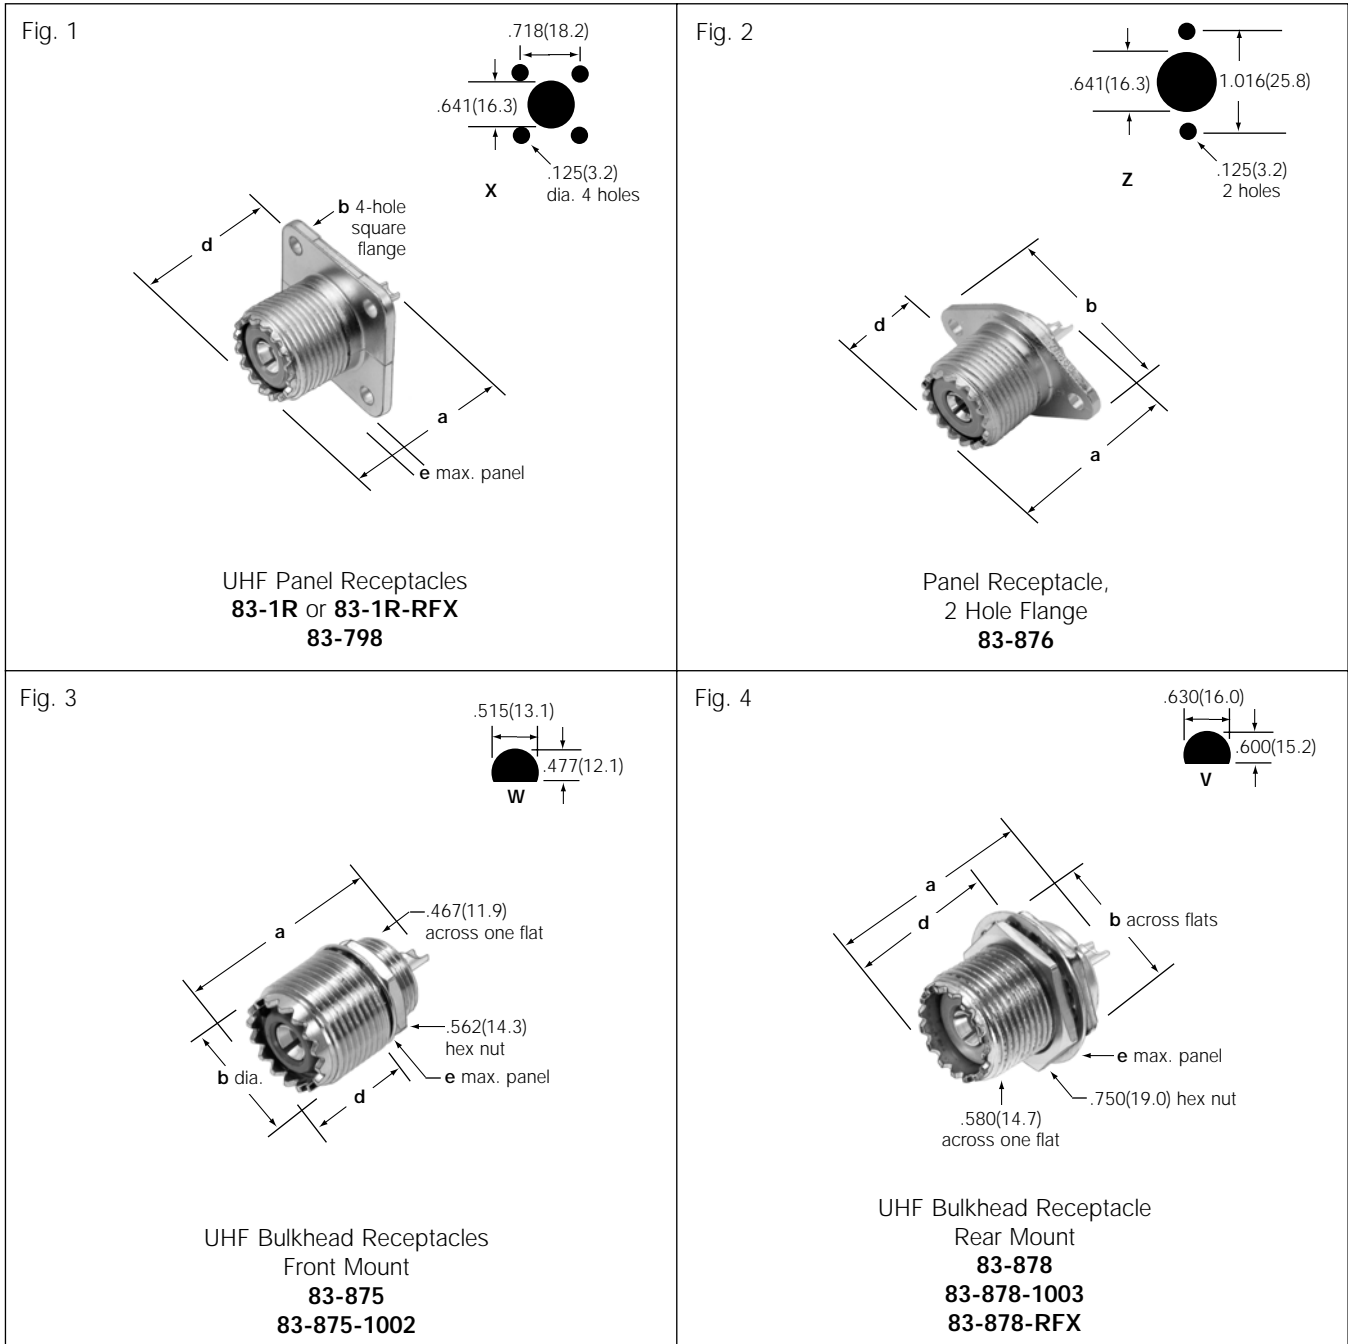 Fig. 1
.718(18.2)
.641(16.3)
.125(3.2)
dia. 4 holes
X
b 4-hole
square
flange
d
a
e max. panel
UHF Panel Receptacles
83-1R or 83-1R-RFX
83-798
Fig. 2
.641(16.3)
1.016(25.8)
.125(3.2)
2 holes
Z
b
d
a
Panel Receptacle,
2 Hole Flange
83-876
Fig. 3
.515(13.1)
.477(12.1)
W
a
.467(11.9)
across one flat
.562(14.3)
hex nut
e max. panel
b dia.
d
UHF Bulkhead Receptacles
Front Mount
83-875
83-875-1002
Fig. 4
.630(16.0)
.600(15.2)
V
a
d
b across flats
e max. panel
.750(19.0) hex nut
.580(14.7)
across one flat
UHF Bulkhead Receptacle
Rear Mount
83-878
83-878-1003
83-878-RFX